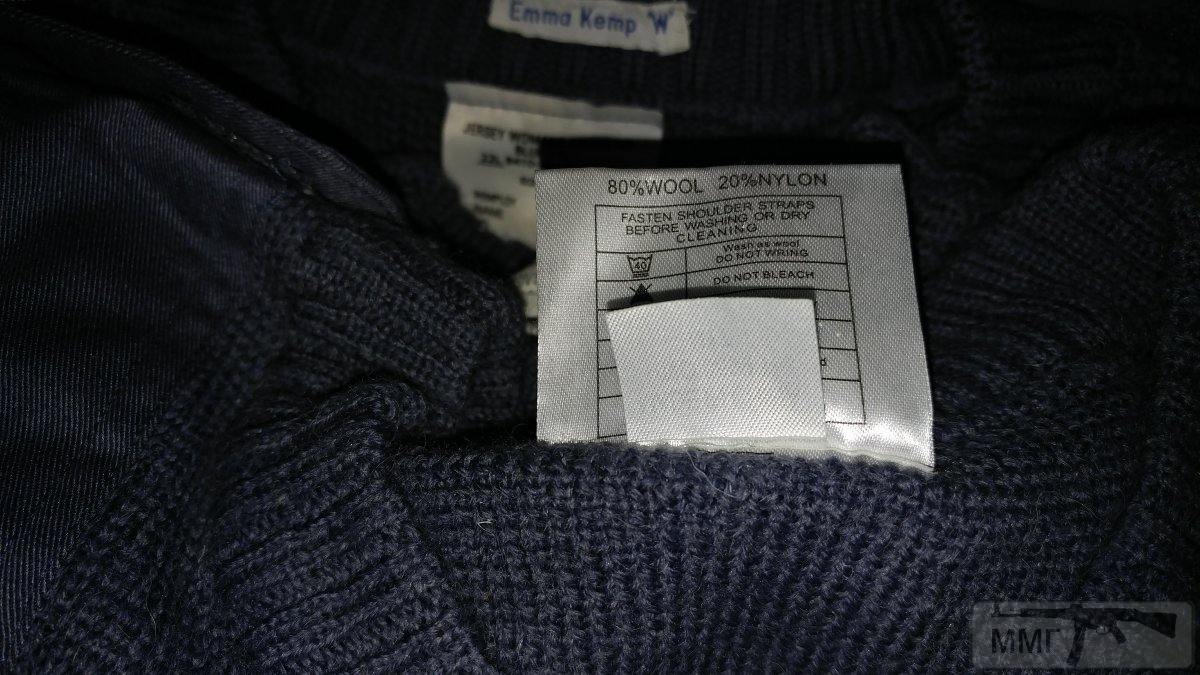 Emma Kemp 'W'
JERSEY
80%WOOL 20%NYLON
FASTEN SHOULDER STRAPS
BEFORE WASHING OR DRY
CLEANING
40
Wash as wool
DO NOT WRING
DO NOT BLEACH
ММГ